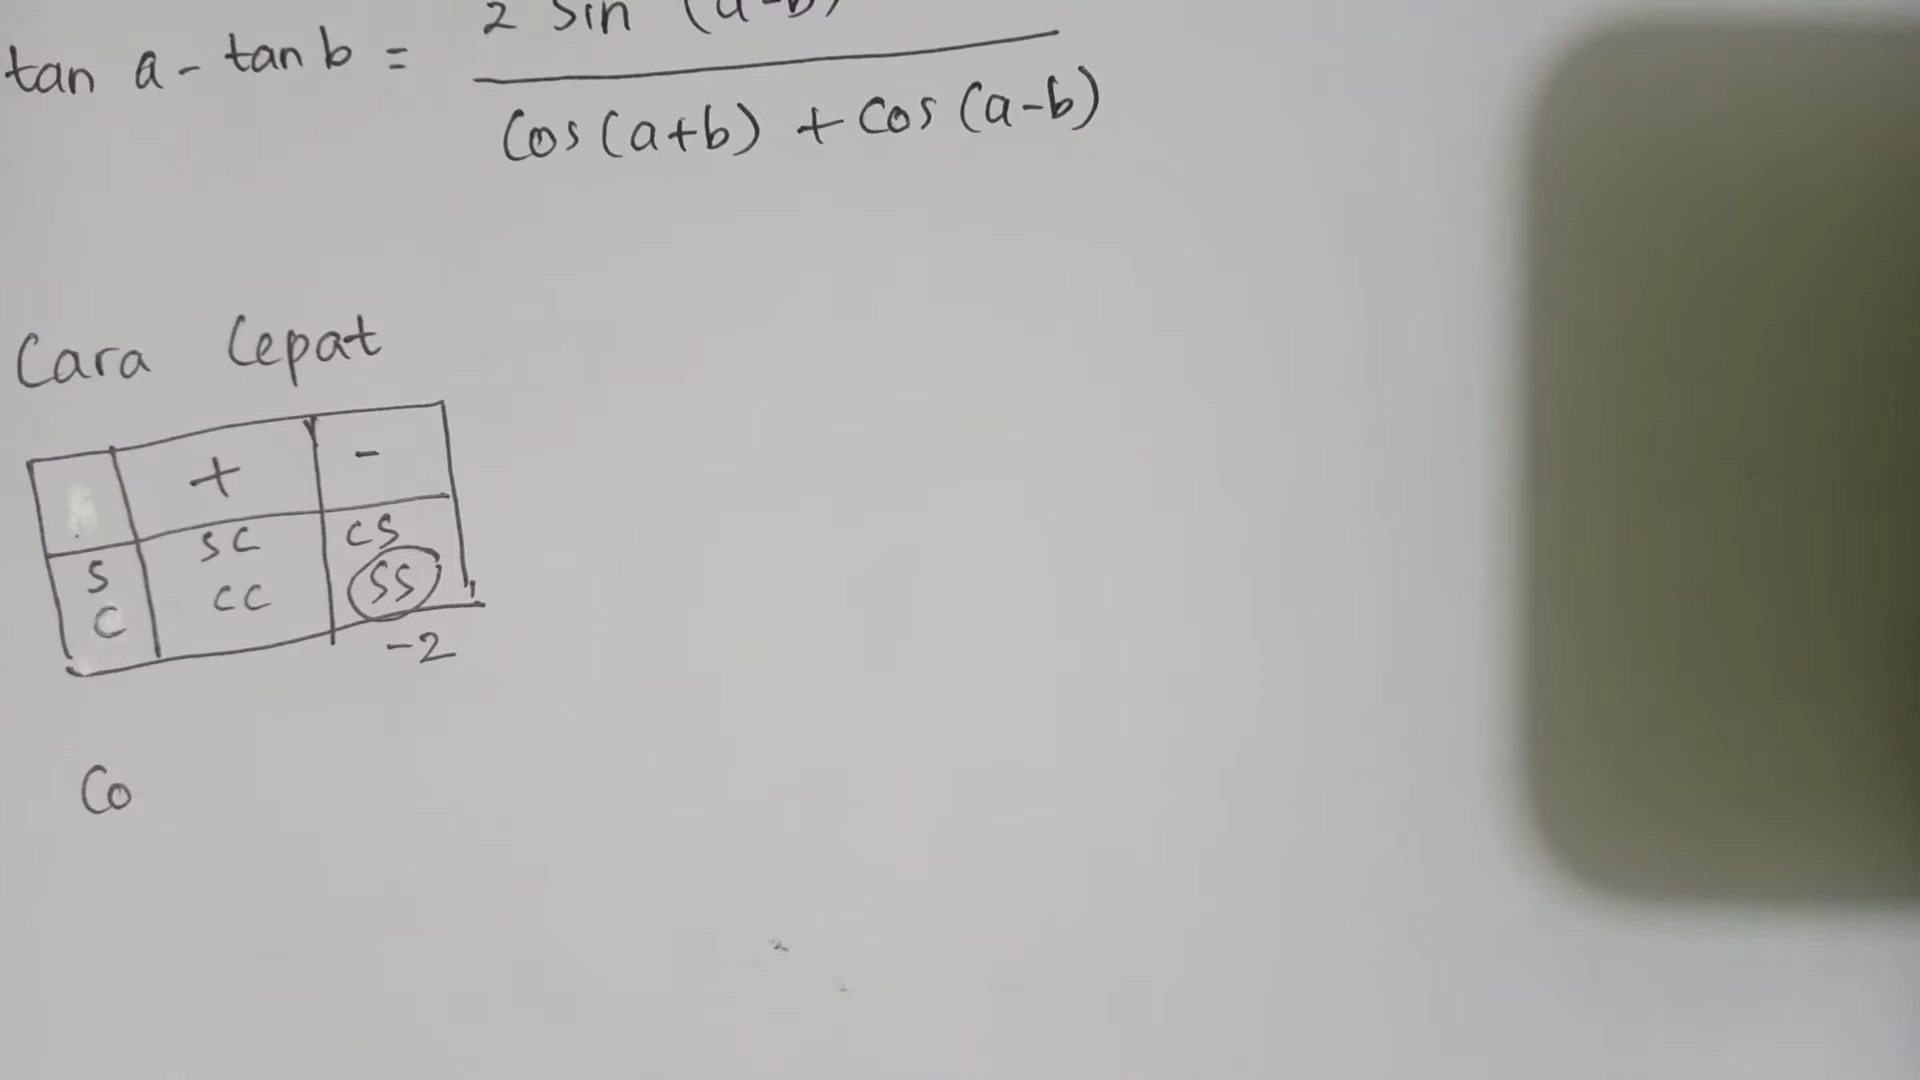 tan a - tan b = 2 sin (a-b)
cos(a+b) + cos(a-b)
Cara Cepat
+ -
S SC CS
C CC SS
-2
Co